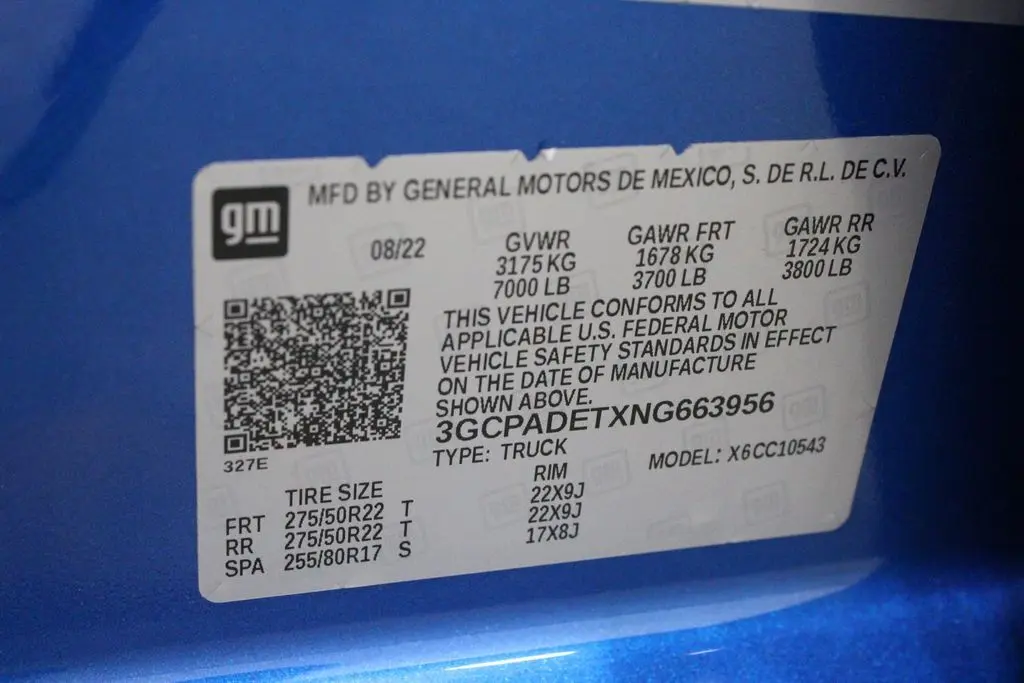 gm
MFD BY GENERAL MOTORS DE MEXICO, S. DE R.L. DE C.V.
08/22 GVWR GAWR FRT GAWR RR
3175 KG 1678 KG 1724 KG
7000 LB 3700 LB 3800 LB
THIS VEHICLE CONFORMS TO ALL
APPLICABLE U.S. FEDERAL MOTOR
VEHICLE SAFETY STANDARDS IN EFFECT
ON THE DATE OF MANUFACTURE
SHOWN ABOVE.
3GCPADETXNG663956
327E
TYPE: TRUCK MODEL: X6CC10543
TIRE SIZE RIM
FRT 275/50R22 T 22X9J
RR 275/50R22 T 22X9J
SPA 255/80R17 S 17X8J